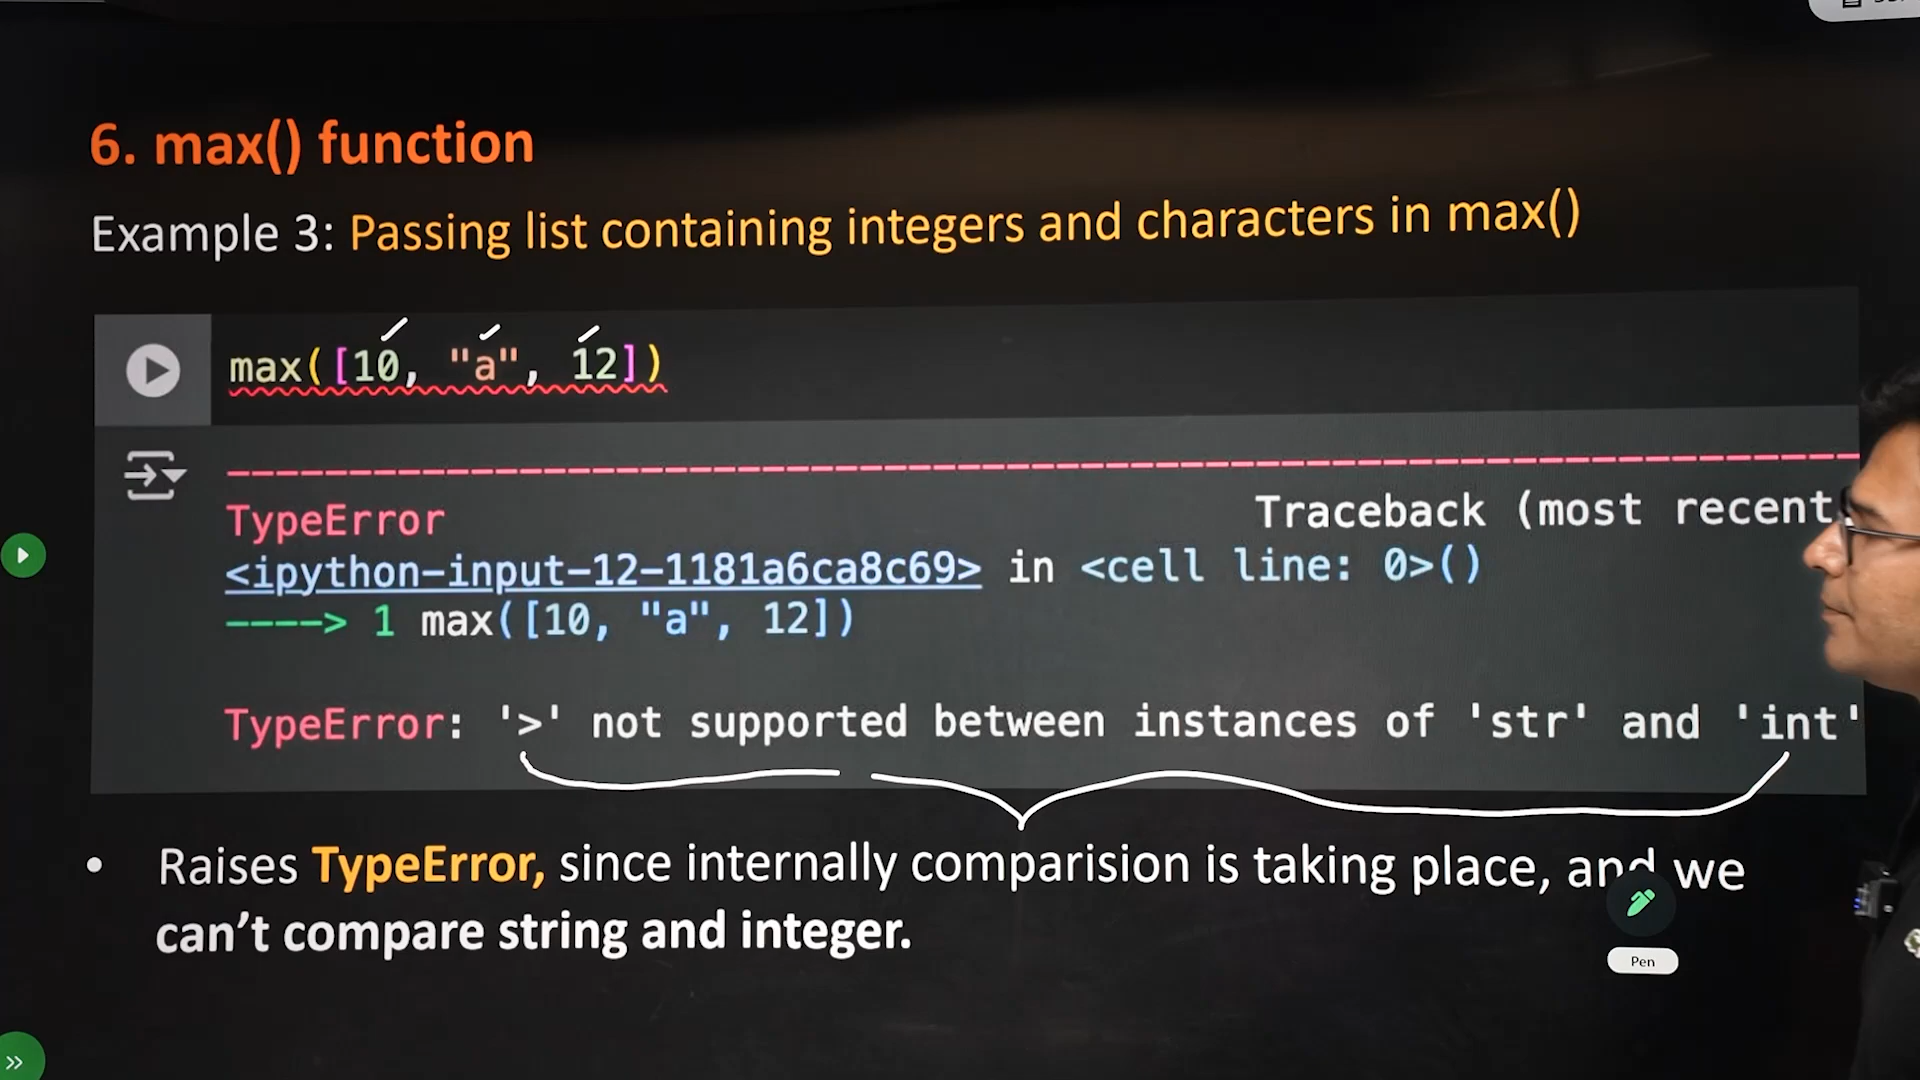 6. max() function
Example 3: Passing list containing integers and characters in max()
max([10, "a", 12])
TypeError Traceback (most recent
<ipython-input-12-1181a6ca8c69> in <cell line: 0>()
----> 1 max([10, "a", 12])
TypeError: '>' not supported between instances of 'str' and 'int'
• Raises TypeError, since internally comparision is taking place, and we
can't compare string and integer.
Pen